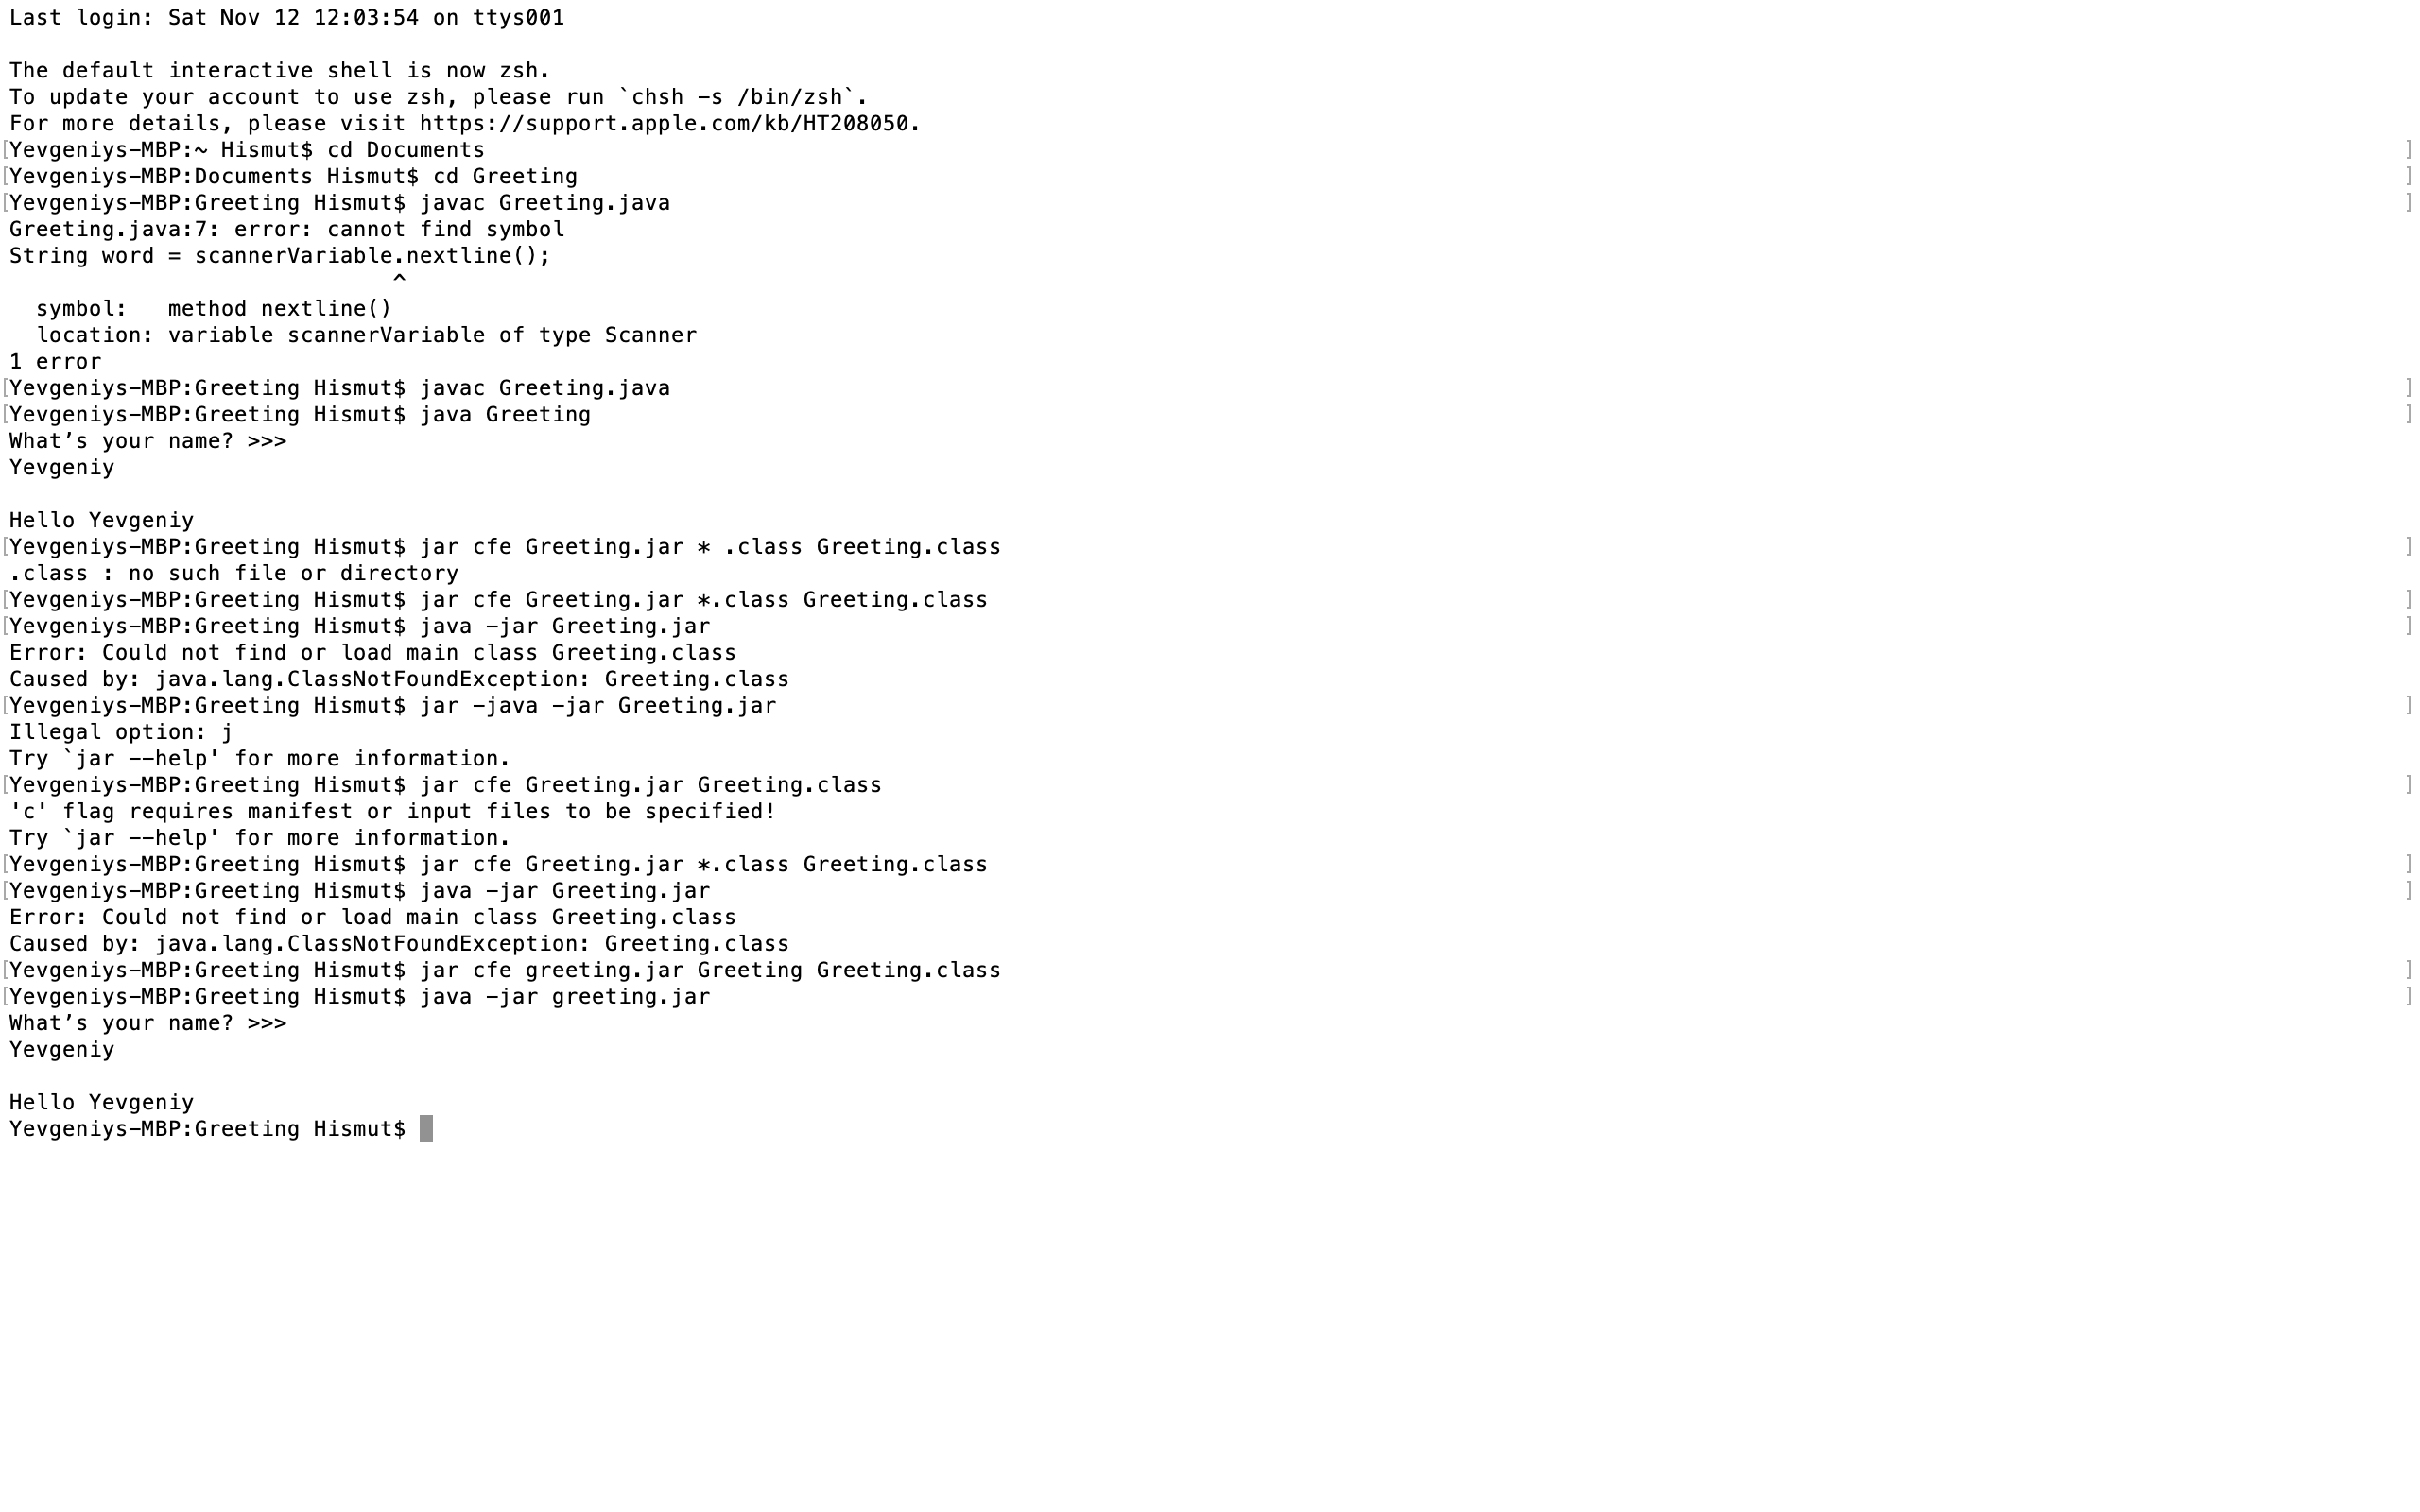 Last login: Sat Nov 12 12:03:54 on ttys001

The default interactive shell is now zsh.
To update your account to use zsh, please run `chsh -s /bin/zsh`.
For more details, please visit https://support.apple.com/kb/HT208050.
[Yevgeniys-MBP:~ Hismut$ cd Documents ]
[Yevgeniys-MBP:Documents Hismut$ cd Greeting ]
[Yevgeniys-MBP:Greeting Hismut$ javac Greeting.java ]
Greeting.java:7: error: cannot find symbol
String word = scannerVariable.nextline();
                             ^
  symbol:   method nextline()
  location: variable scannerVariable of type Scanner
1 error
[Yevgeniys-MBP:Greeting Hismut$ javac Greeting.java ]
[Yevgeniys-MBP:Greeting Hismut$ java Greeting ]
What’s your name? >>>
Yevgeniy

Hello Yevgeniy
[Yevgeniys-MBP:Greeting Hismut$ jar cfe Greeting.jar * .class Greeting.class ]
.class : no such file or directory
[Yevgeniys-MBP:Greeting Hismut$ jar cfe Greeting.jar *.class Greeting.class ]
[Yevgeniys-MBP:Greeting Hismut$ java -jar Greeting.jar ]
Error: Could not find or load main class Greeting.class
Caused by: java.lang.ClassNotFoundException: Greeting.class
[Yevgeniys-MBP:Greeting Hismut$ jar -java -jar Greeting.jar ]
Illegal option: j
Try `jar --help' for more information.
[Yevgeniys-MBP:Greeting Hismut$ jar cfe Greeting.jar Greeting.class ]
'c' flag requires manifest or input files to be specified!
Try `jar --help' for more information.
[Yevgeniys-MBP:Greeting Hismut$ jar cfe Greeting.jar *.class Greeting.class ]
[Yevgeniys-MBP:Greeting Hismut$ java -jar Greeting.jar ]
Error: Could not find or load main class Greeting.class
Caused by: java.lang.ClassNotFoundException: Greeting.class
[Yevgeniys-MBP:Greeting Hismut$ jar cfe greeting.jar Greeting Greeting.class ]
[Yevgeniys-MBP:Greeting Hismut$ java -jar greeting.jar ]
What’s your name? >>>
Yevgeniy

Hello Yevgeniy
Yevgeniys-MBP:Greeting Hismut$